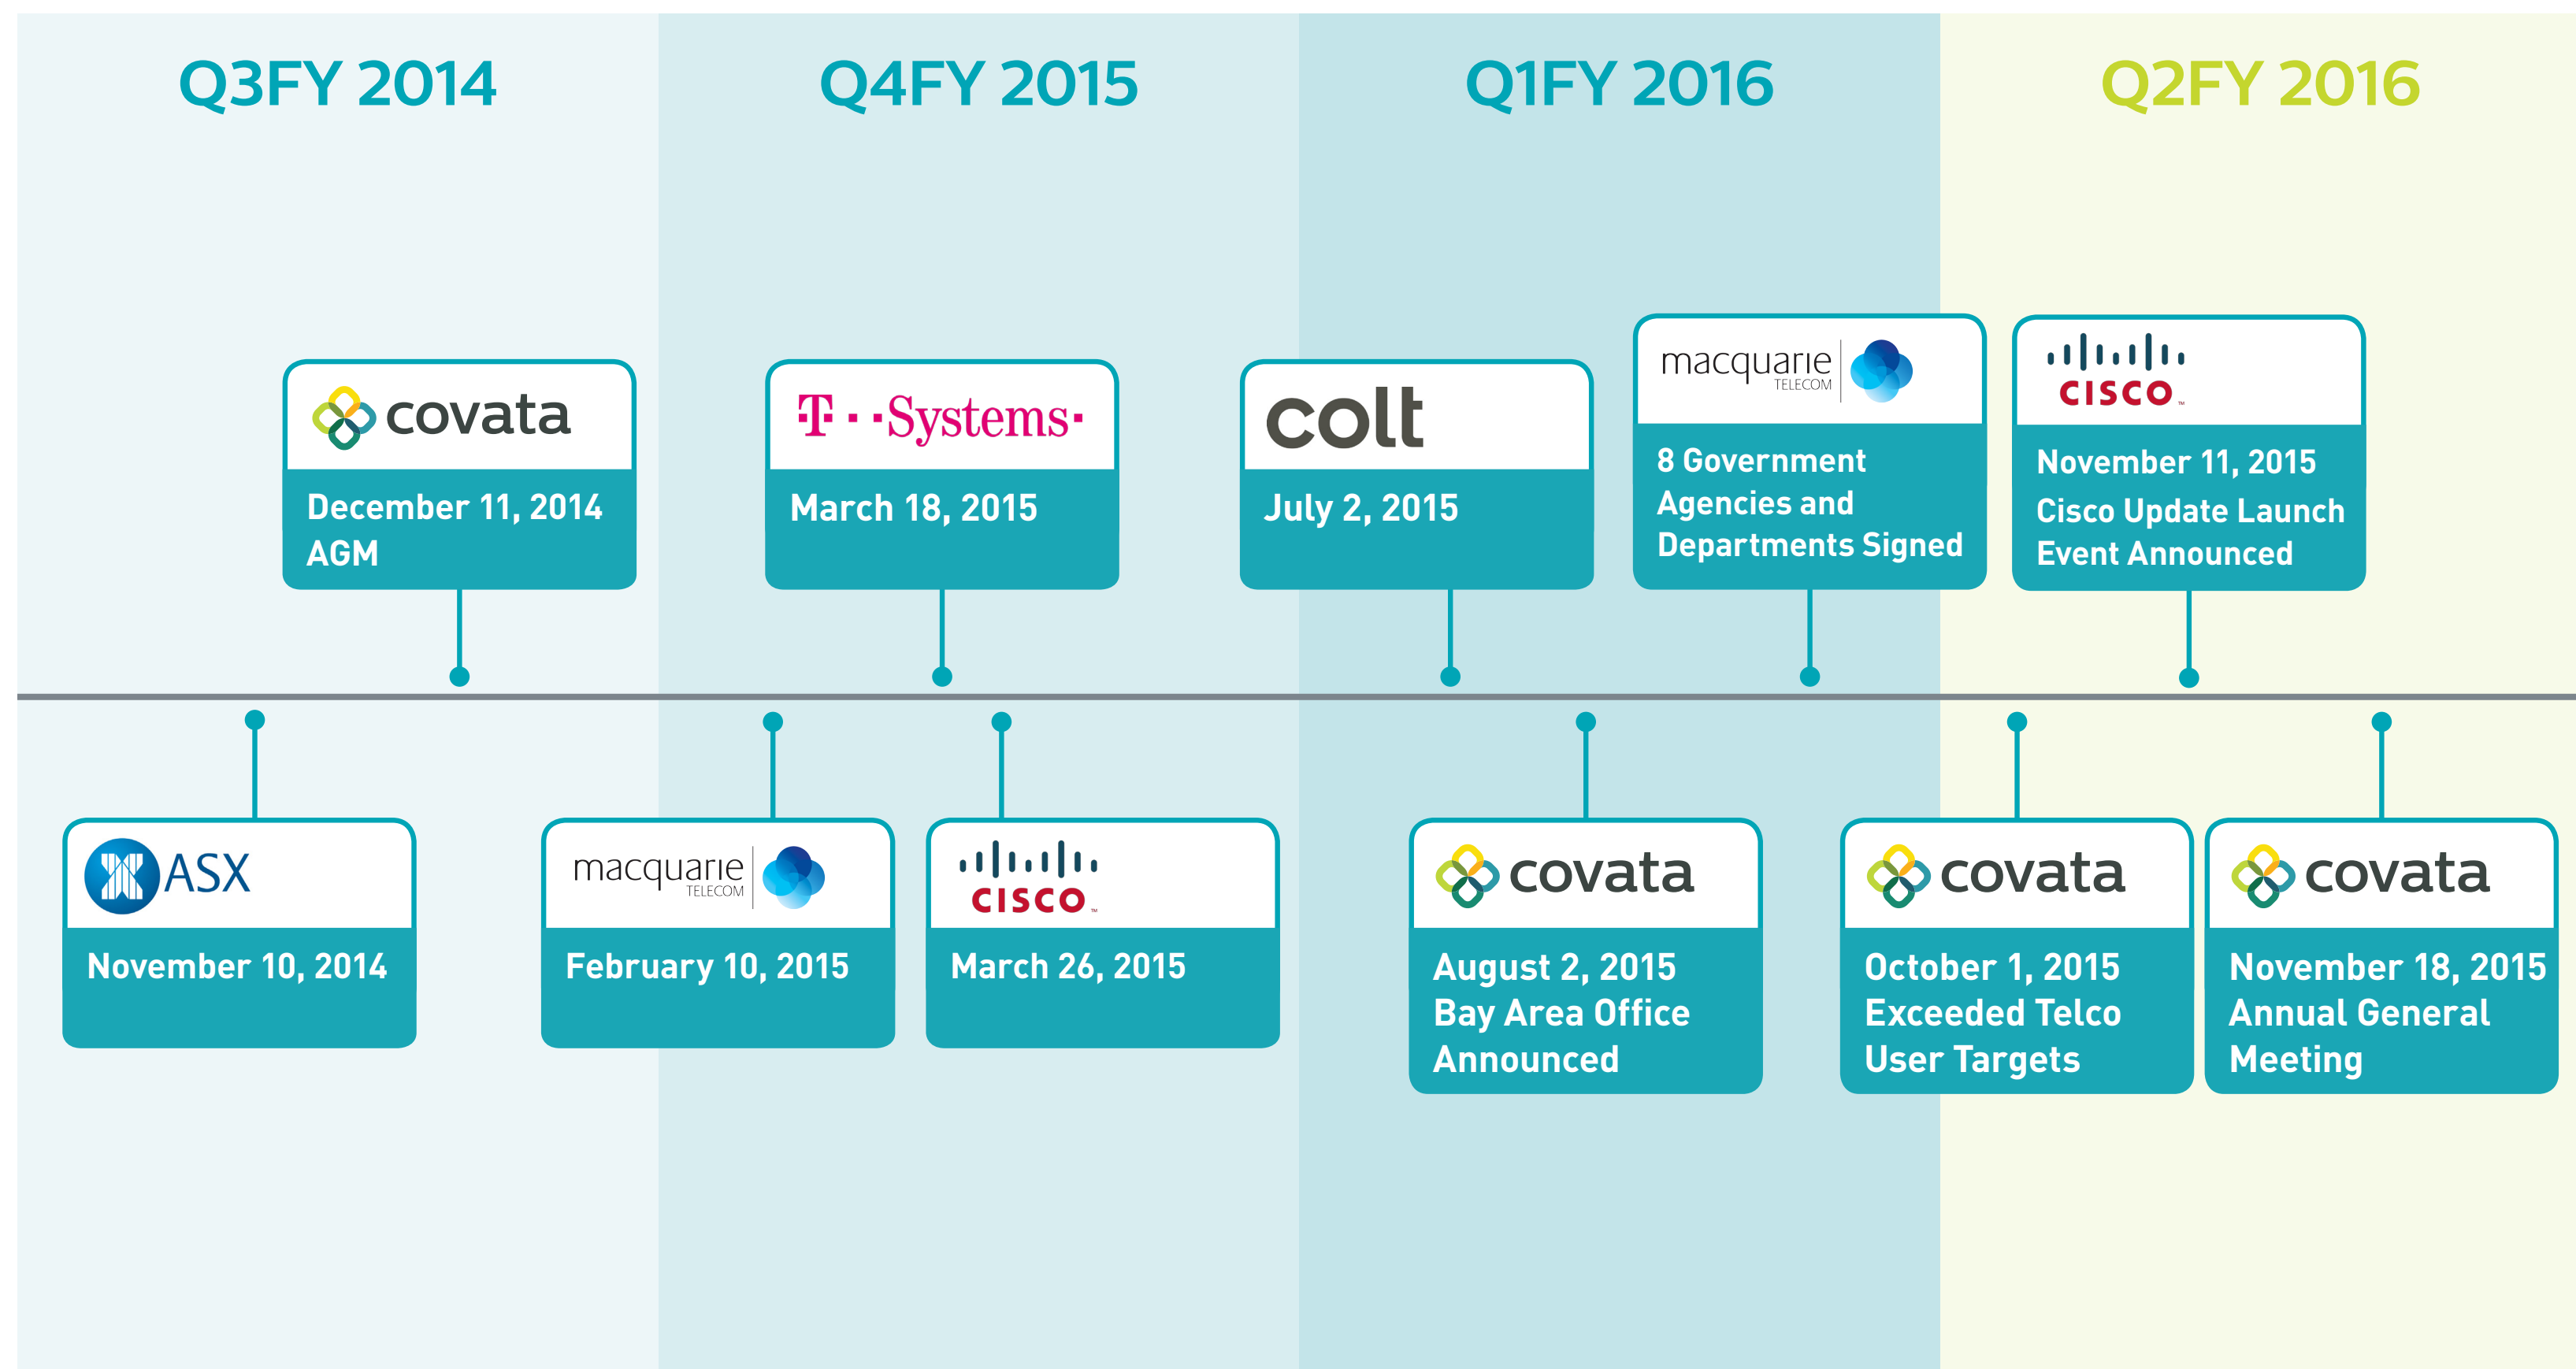 Q3FY 2014
Q4FY 2015
Q1FY 2016
Q2FY 2016
covata
December 11, 2014
AGM
T··Systems·
March 18, 2015
colt
July 2, 2015
macquarie
TELECOM
8 Government
Agencies and
Departments Signed
CISCO™
November 11, 2015
Cisco Update Launch
Event Announced
ASX
November 10, 2014
macquarie
TELECOM
February 10, 2015
CISCO™
March 26, 2015
covata
August 2, 2015
Bay Area Office
Announced
covata
October 1, 2015
Exceeded Telco
User Targets
covata
November 18, 2015
Annual General
Meeting